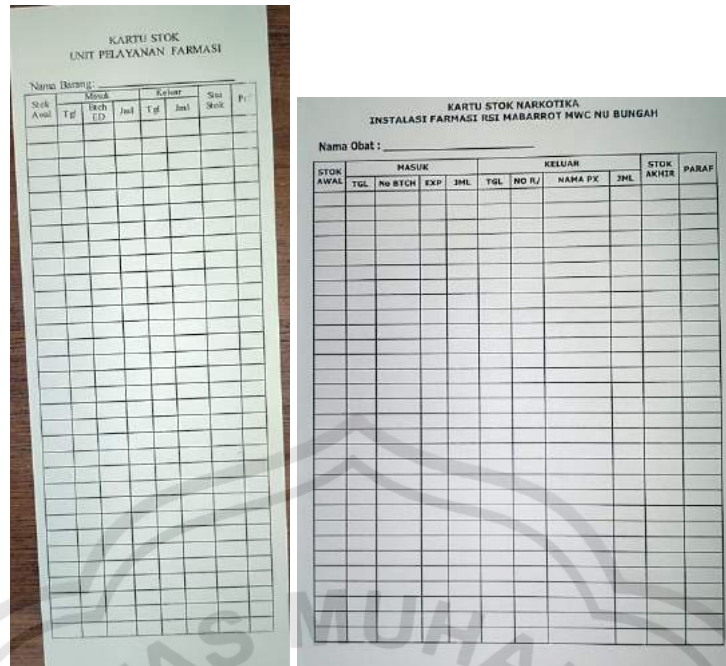 KARTU STOK
UNIT PELAYANAN FARMASI
Nama Barang:
Stok Awal Masuk Keluar Sisa Stok
Tgl Btch ED Jml Tgl Jml
KARTU STOK NARKOTIKA
INSTALASI FARMASI RSI MABARROT MWC NU BUNGAH
Nama Obat :
STOK AWAL MASUK KELUAR STOK AKHIR PARAF
TGL No BTCH EXP JML TGL NO R/ NAMA PX JML
AS MUHA